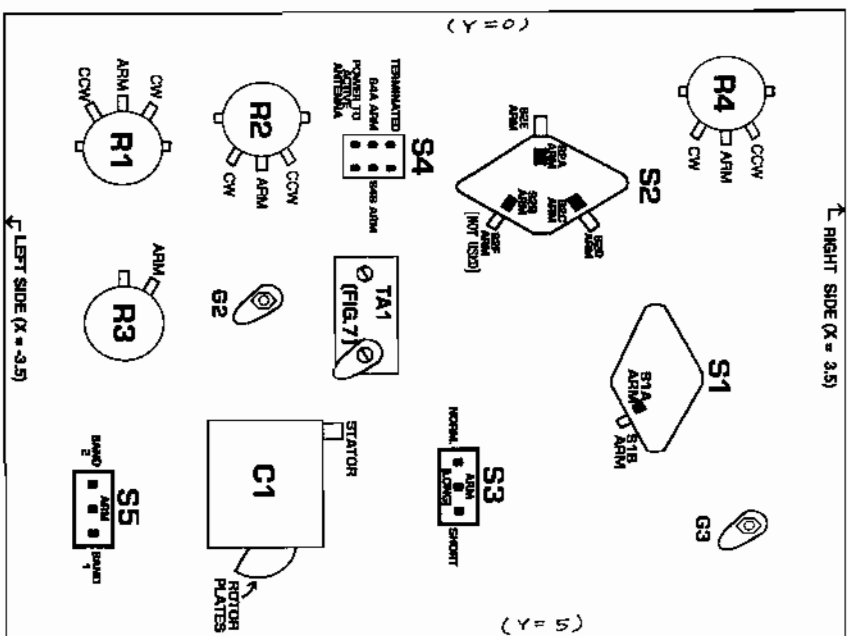 (Y=0)
CCW
ARM
CW
R1
R2
CW
ARM
CCW
TERMINATED
S4A ARM
POWER TO
ACTIVE
ANTENNA
S4
S4B ARM
S2E
ARM
S2A
ARM
S2B
ARM
S2C
ARM
S2F
ARM
[NOT USED]
S2D
ARM
S2
R4
CW
ARM
CCW
LEFT SIDE (X = -3.5)
RIGHT SIDE (X = 3.5)
ARM
R3
G2
TA1
(FIG.7)
S1
S1A
ARM
S1B
ARM
BAND
2
ARM
S5
BAND
1
C1
STATOR
ROTOR
PLATES
NORM.
ARM
(LONG)
S3
SHORT
G3
(Y=5)